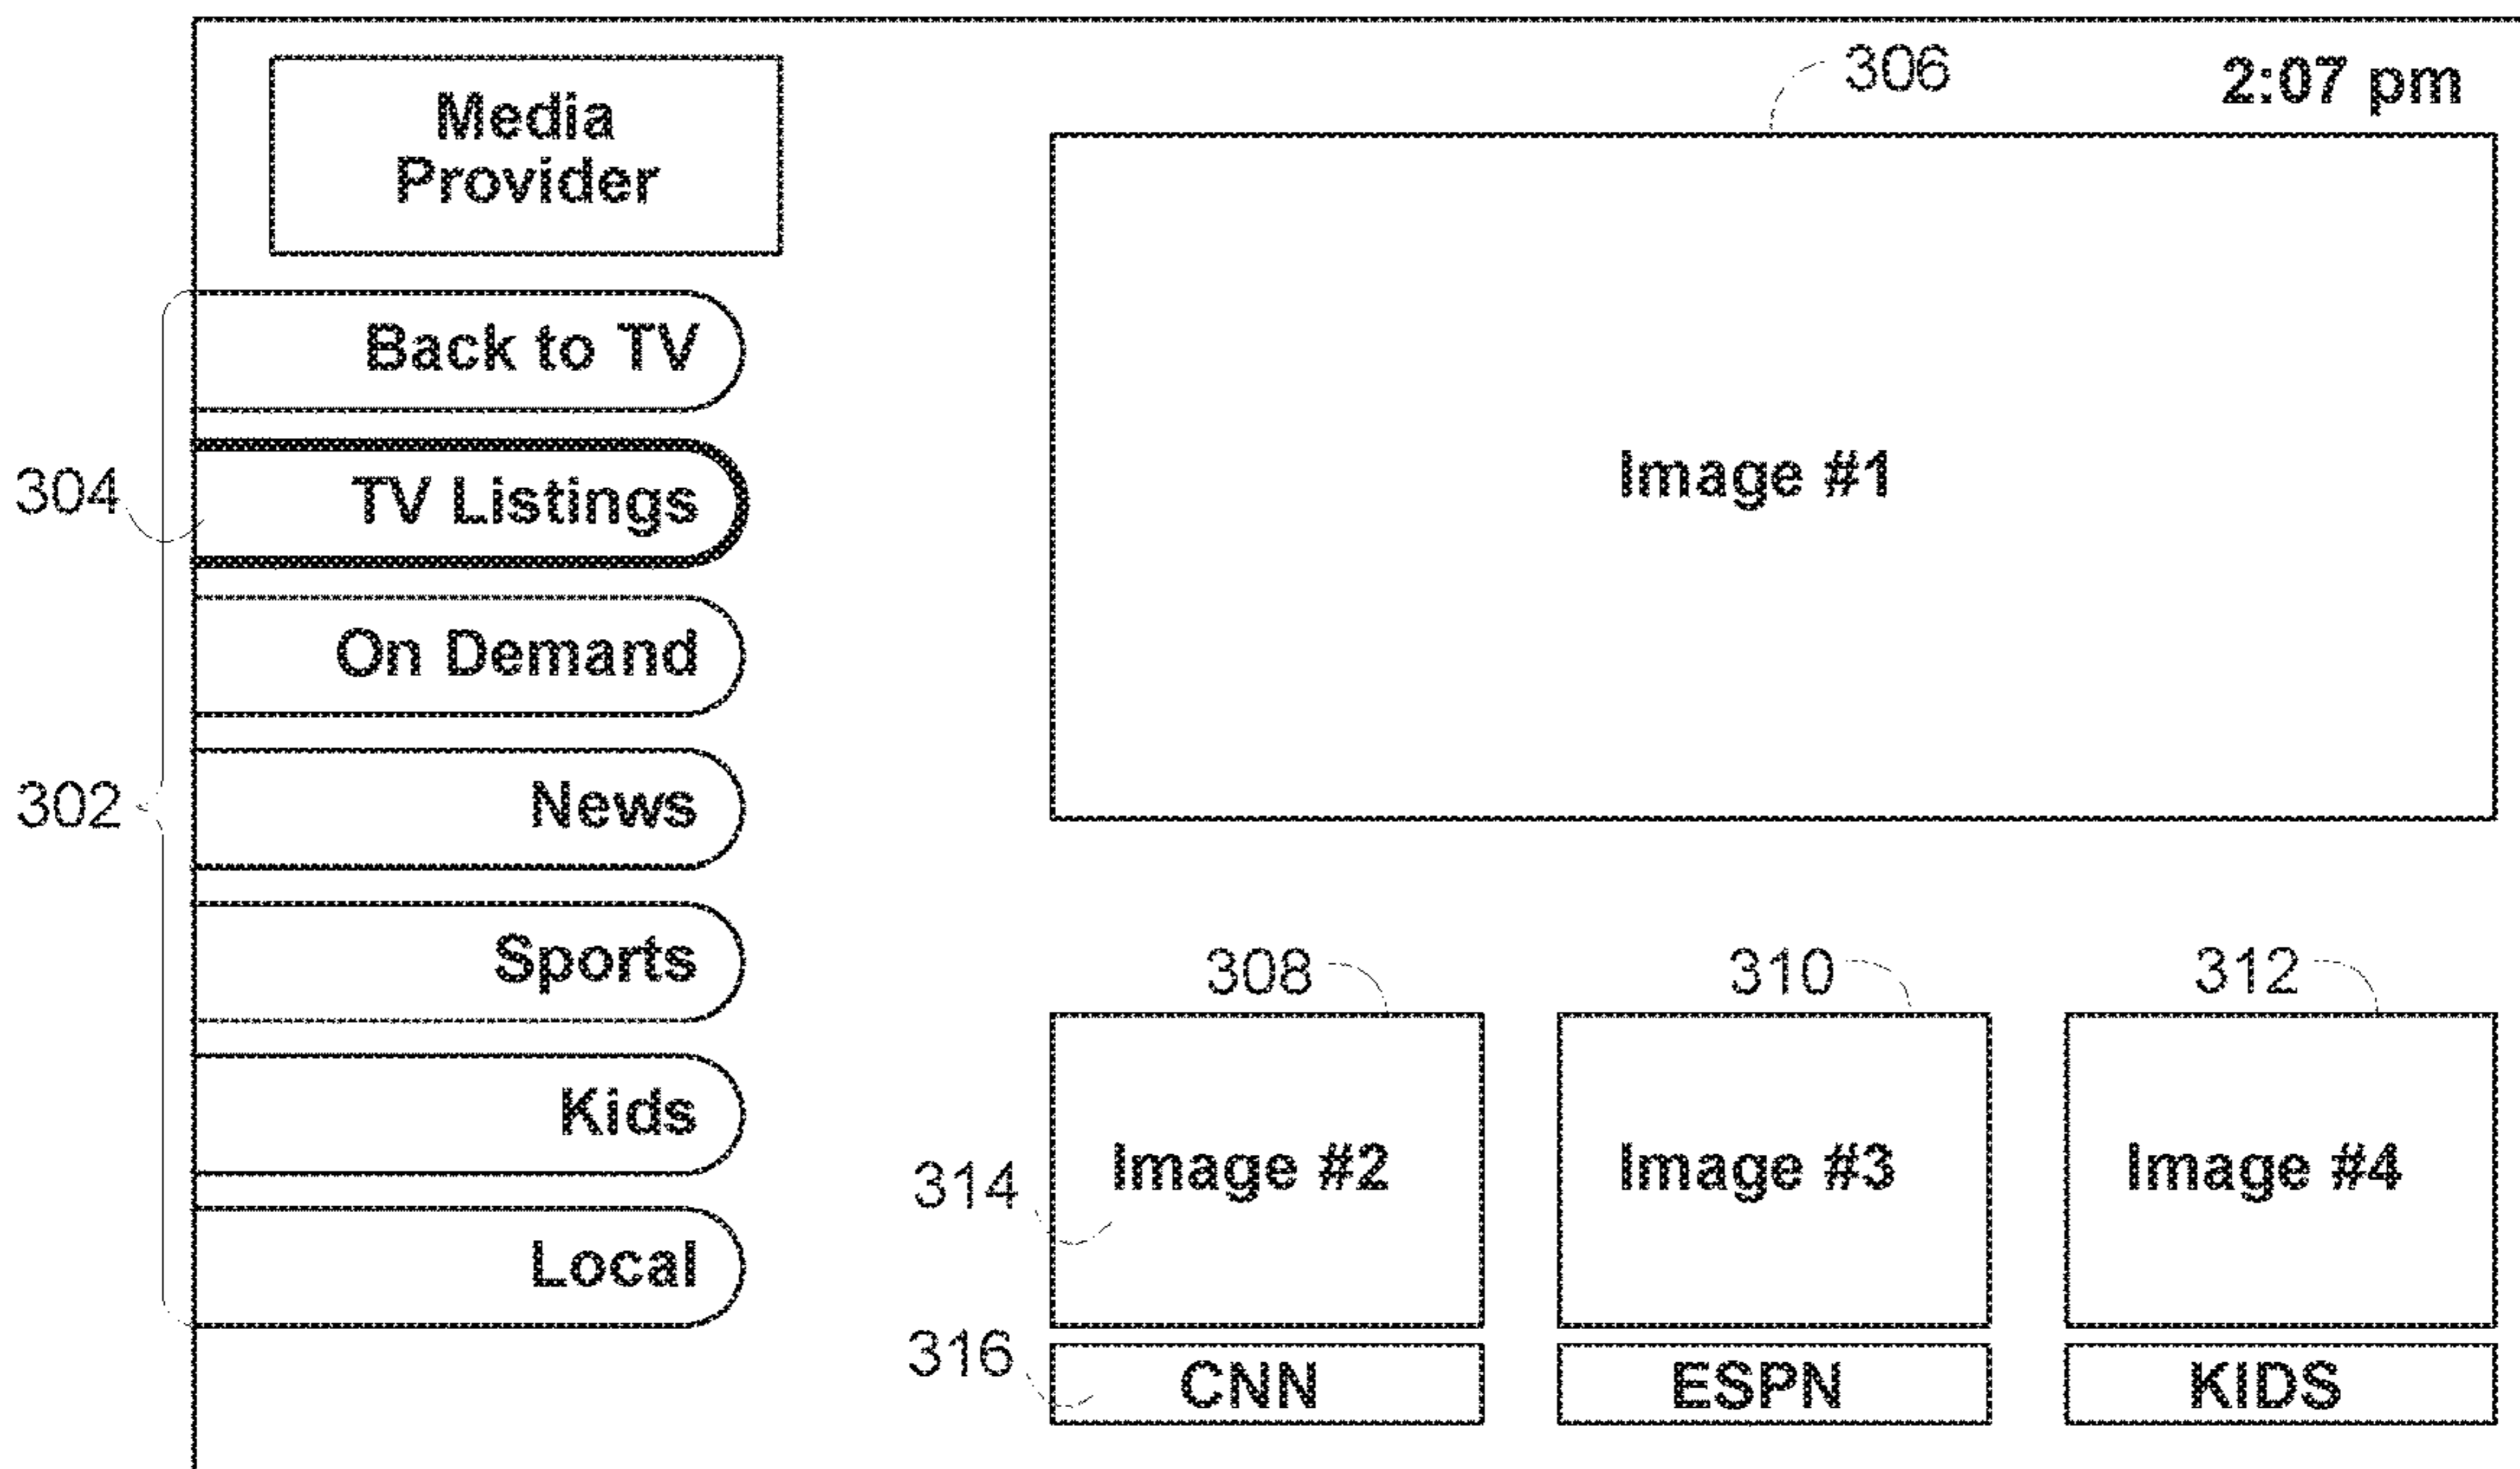 306
2:07 pm
Media
Provider
Back to TV
304
TV Listings
Image #1
On Demand
302
News
Sports
308
310
312
Kids
314
Image #2
Image #3
Image #4
Local
316
CNN
ESPN
KIDS